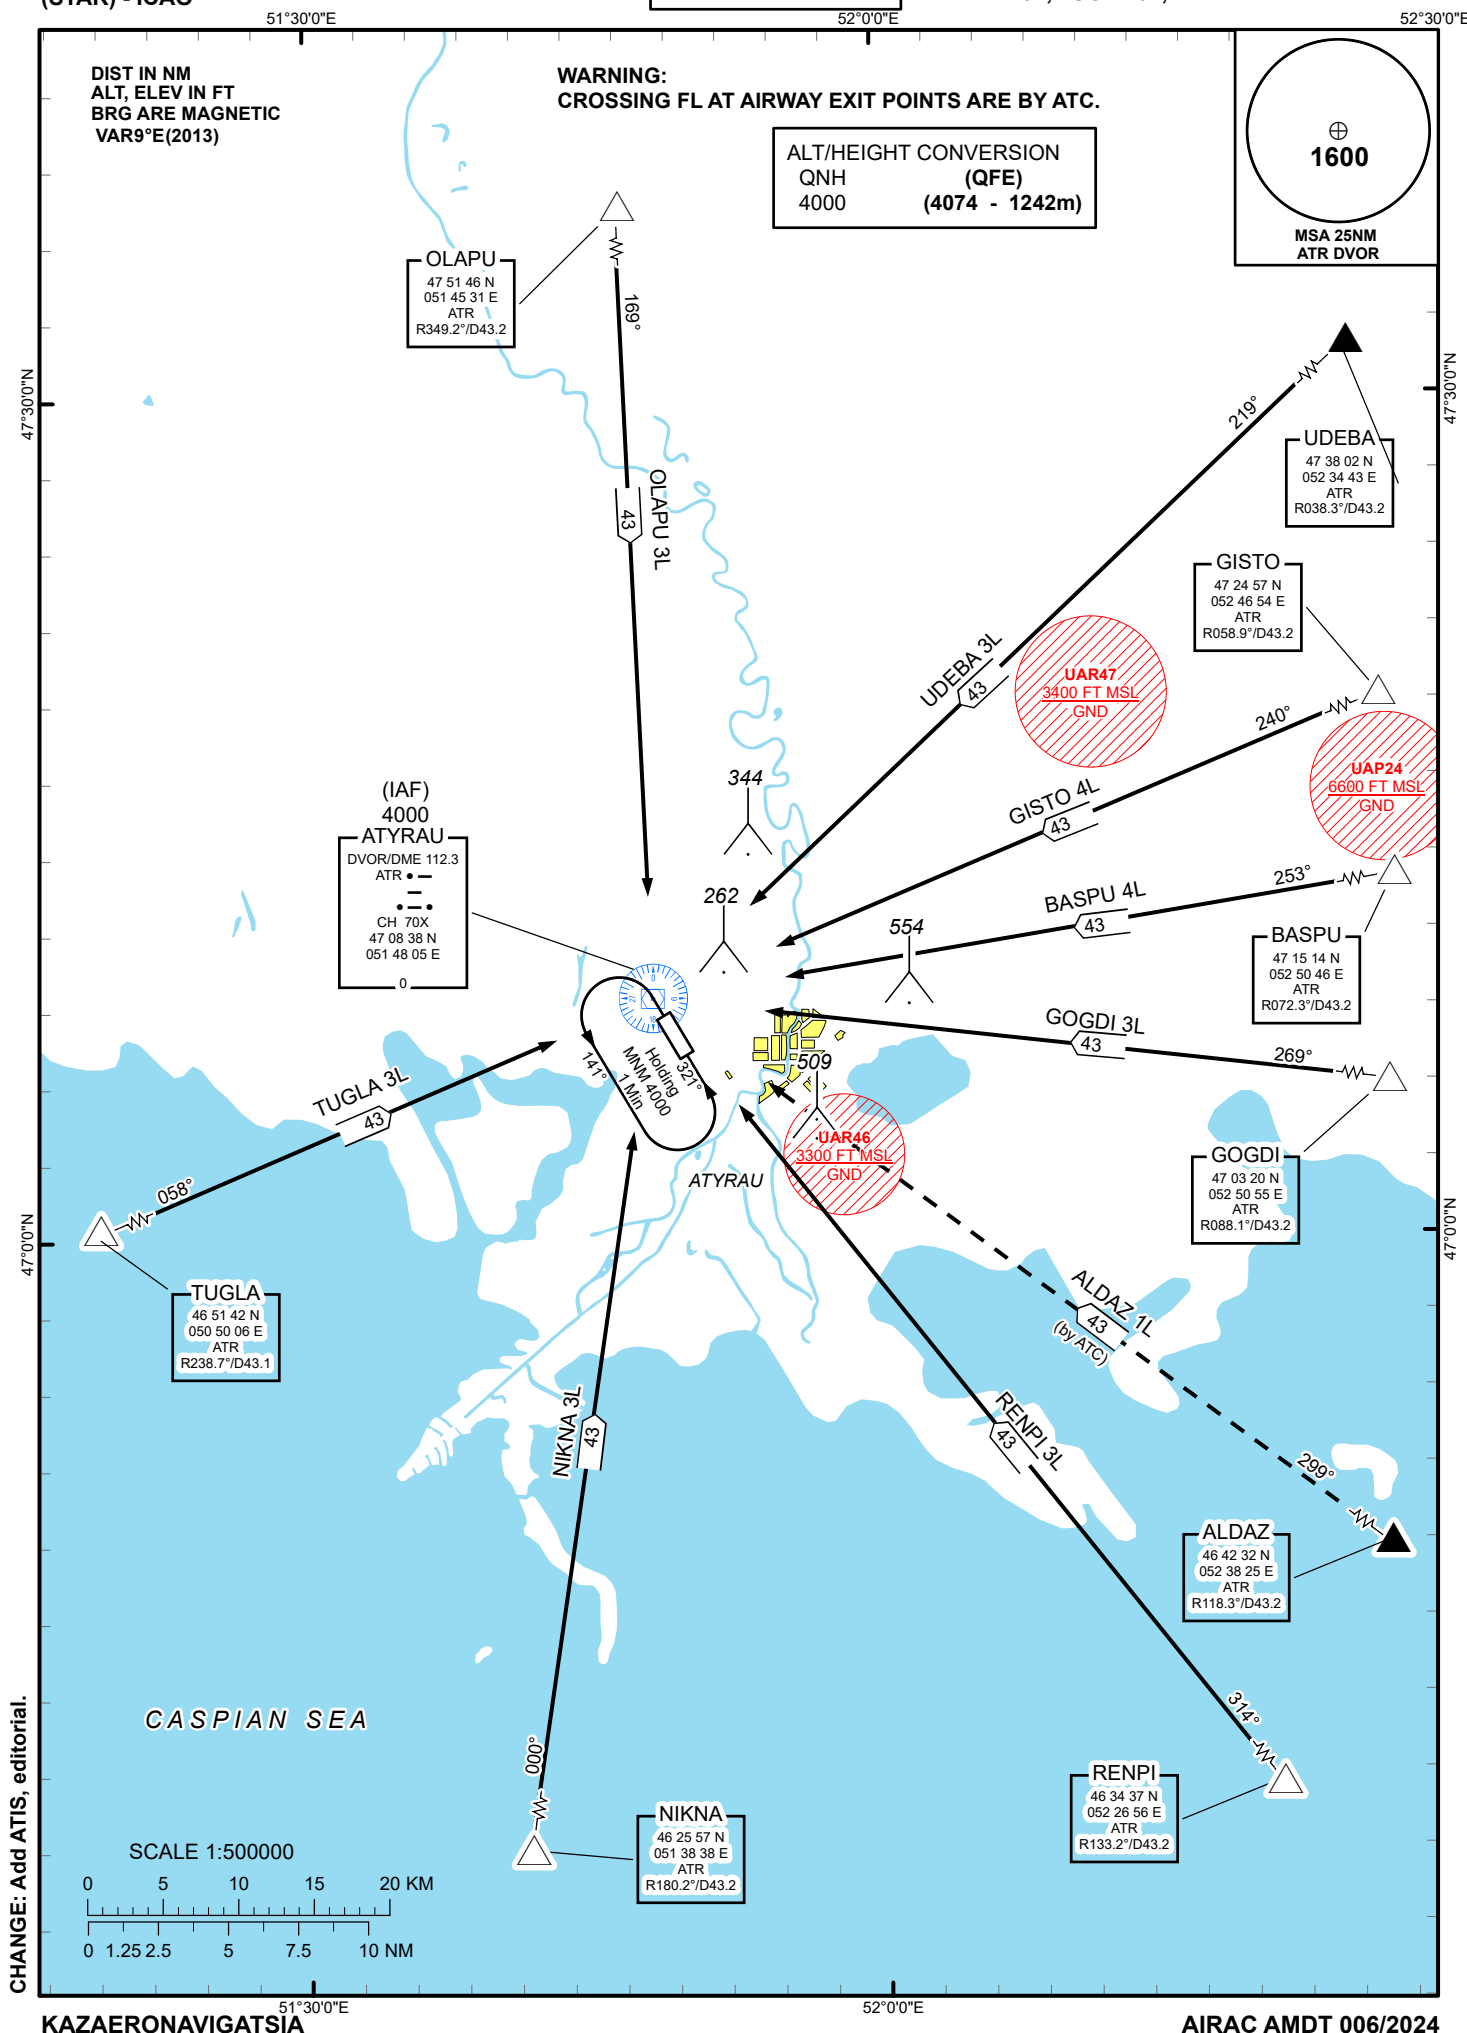 51°30'0"E
52°0'0"E
52°30'0"E
DIST IN NM
ALT, ELEV IN FT
BRG ARE MAGNETIC
VAR9°E(2013)
WARNING:
CROSSING FL AT AIRWAY EXIT POINTS ARE BY ATC.
ALT/HEIGHT CONVERSION
QNH (QFE)
4000 (4074 - 1242m)
1600
MSA 25NM
ATR DVOR
OLAPU
47 51 46 N
051 45 31 E
ATR
R349.2°/D43.2
169°
OLAPU 3L
43
47°30'0"N
47°30'0"N
219°
UDEBA
47 38 02 N
052 34 43 E
ATR
R038.3°/D43.2
UDEBA 3L
43
GISTO
47 24 57 N
052 46 54 E
ATR
R058.9°/D43.2
UAR47
3400 FT MSL
GND
240°
GISTO 4L
43
UAP24
6600 FT MSL
GND
344
262
554
509
(IAF)
4000
ATYRAU
DVOR/DME 112.3
ATR
CH 70X
47 08 38 N
051 48 05 E
0
253°
BASPU 4L
43
BASPU
47 15 14 N
052 50 46 E
ATR
R072.3°/D43.2
GOGDI 3L
43
269°
GOGDI
47 03 20 N
052 50 55 E
ATR
R088.1°/D43.2
0
9
18
27
141°
Holding
MNM 4000
1 Min
321°
TUGLA 3L
43
058°
TUGLA
46 51 42 N
050 50 06 E
ATR
R238.7°/D43.1
UAR46
3300 FT MSL
GND
ATYRAU
47°0'0"N
47°0'0"N
ALDAZ 1L
43
(by ATC)
299°
ALDAZ
46 42 32 N
052 38 25 E
ATR
R118.3°/D43.2
RENPI 3L
43
314°
RENPI
46 34 37 N
052 26 56 E
ATR
R133.2°/D43.2
NIKNA 3L
43
000°
NIKNA
46 25 57 N
051 38 38 E
ATR
R180.2°/D43.2
CASPIAN SEA
SCALE 1:500000
0 5 10 15 20 KM
0 1.25 2.5 5 7.5 10 NM
CHANGE: Add ATIS, editorial.
51°30'0"E
52°0'0"E
KAZAERONAVIGATSIA
AIRAC AMDT 006/2024